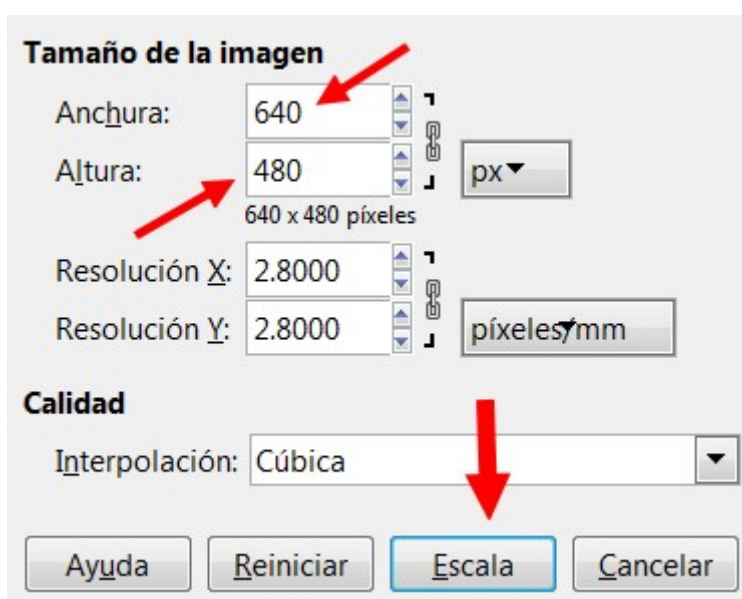 Tamaño de la imagen
Anchura: 640
Altura: 480 px
640 x 480 píxeles
Resolución X: 2.8000
Resolución Y: 2.8000 píxeles/mm
Calidad
Interpolación: Cúbica
Ayuda Reiniciar Escala Cancelar